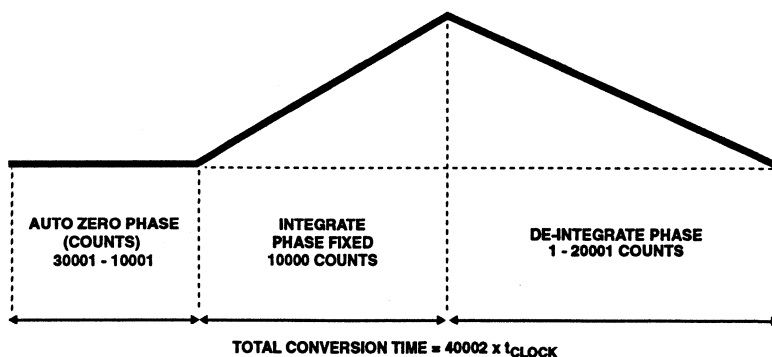 AUTO ZERO PHASE
(COUNTS)
30001 - 10001
INTEGRATE
PHASE FIXED
10000 COUNTS
DE-INTEGRATE PHASE
1 - 20001 COUNTS
TOTAL CONVERSION TIME = 40002 x tCLOCK